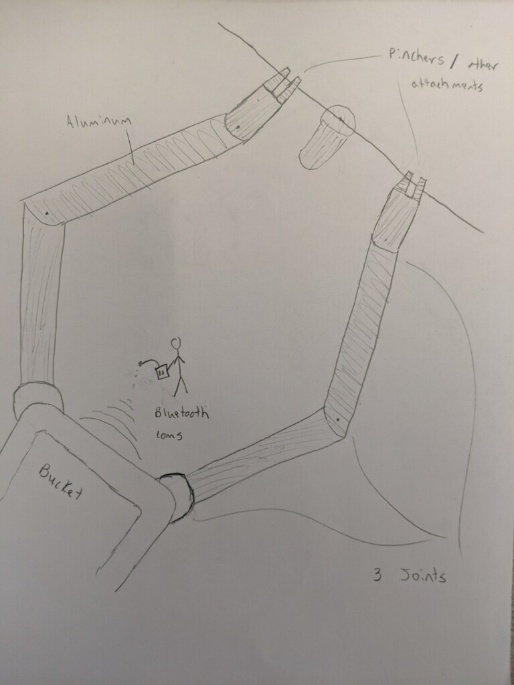 Pinchers / other
attachments
Aluminum
Bluetooth
coms
Bucket
3 Joints